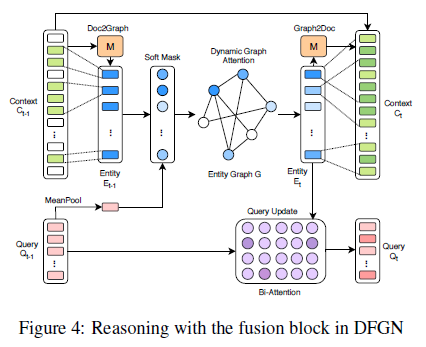 Doc2Graph
M
Soft Mask
Dynamic Graph
Attention
Graph2Doc
M
Context
Ct-1
Entity
Et-1
Entity Graph G
Entity
Et
Context
Ct
MeanPool
Query
Qt-1
Query Update
Bi-Attention
Query
Qt
Figure 4: Reasoning with the fusion block in DFGN